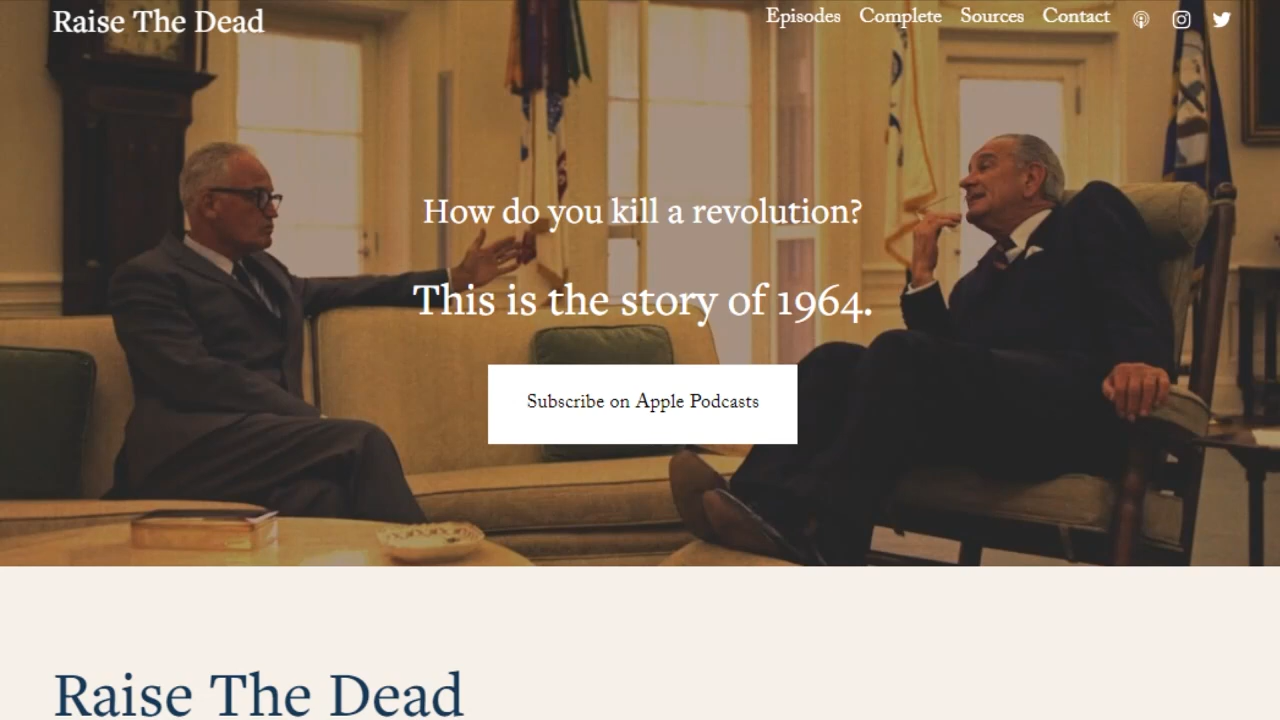 Raise The Dead
Episodes Complete Sources Contact
How do you kill a revolution?
This is the story of 1964.
Subscribe on Apple Podcasts
Raise The Dead